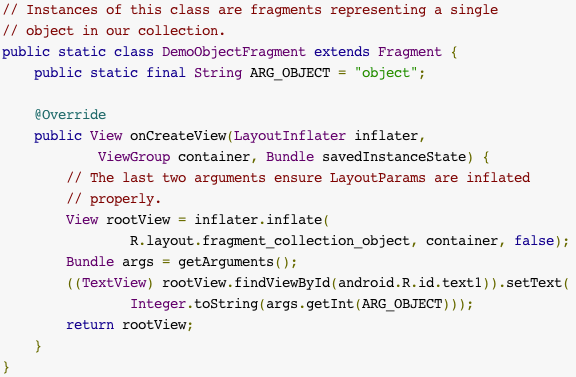 // Instances of this class are fragments representing a single
// object in our collection.
public static class DemoObjectFragment extends Fragment {
    public static final String ARG_OBJECT = "object";

    @Override
    public View onCreateView(LayoutInflater inflater,
            ViewGroup container, Bundle savedInstanceState) {
        // The last two arguments ensure LayoutParams are inflated
        // properly.
        View rootView = inflater.inflate(
                R.layout.fragment_collection_object, container, false);
        Bundle args = getArguments();
        ((TextView) rootView.findViewById(android.R.id.text1)).setText(
                Integer.toString(args.getInt(ARG_OBJECT)));
        return rootView;
    }
}